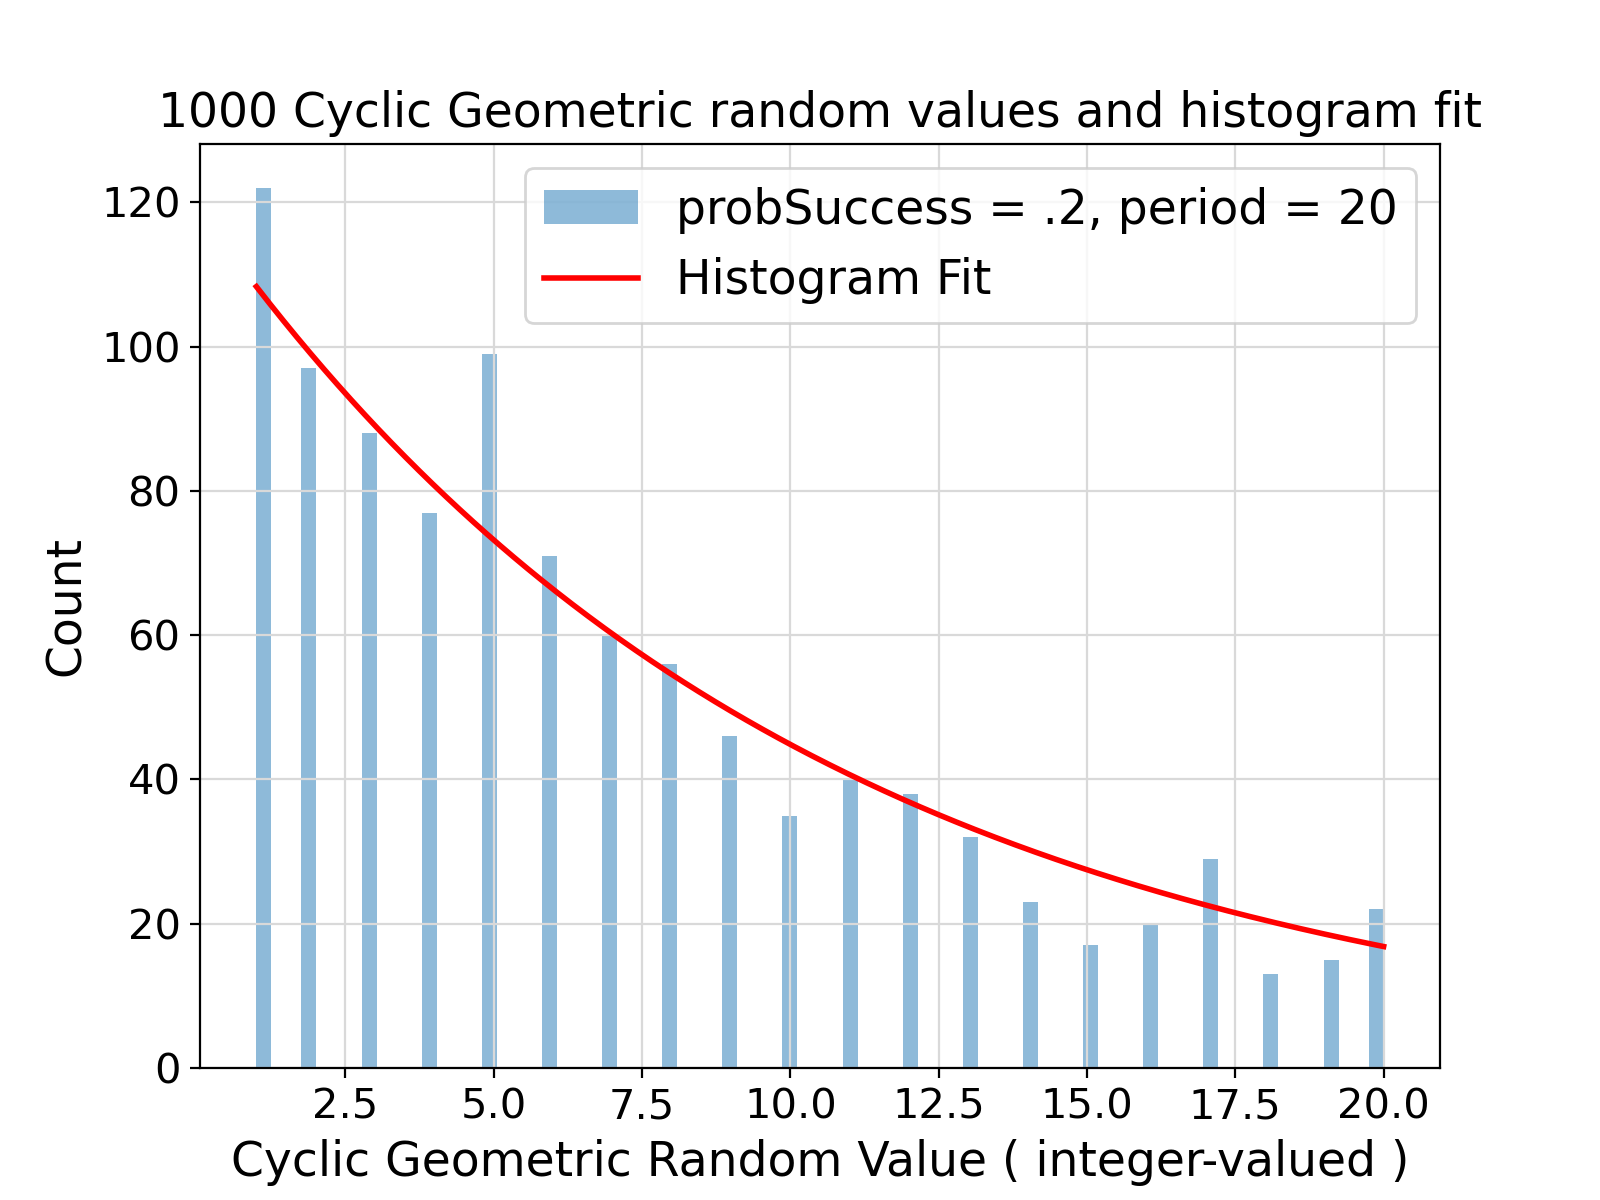 1000 Cyclic Geometric random values and histogram fit
probSuccess = .2, period = 20
Histogram Fit
120
100
80
60
40
20
0
Count
2.5 5.0 7.5 10.0 12.5 15.0 17.5 20.0
Cyclic Geometric Random Value ( integer-valued )